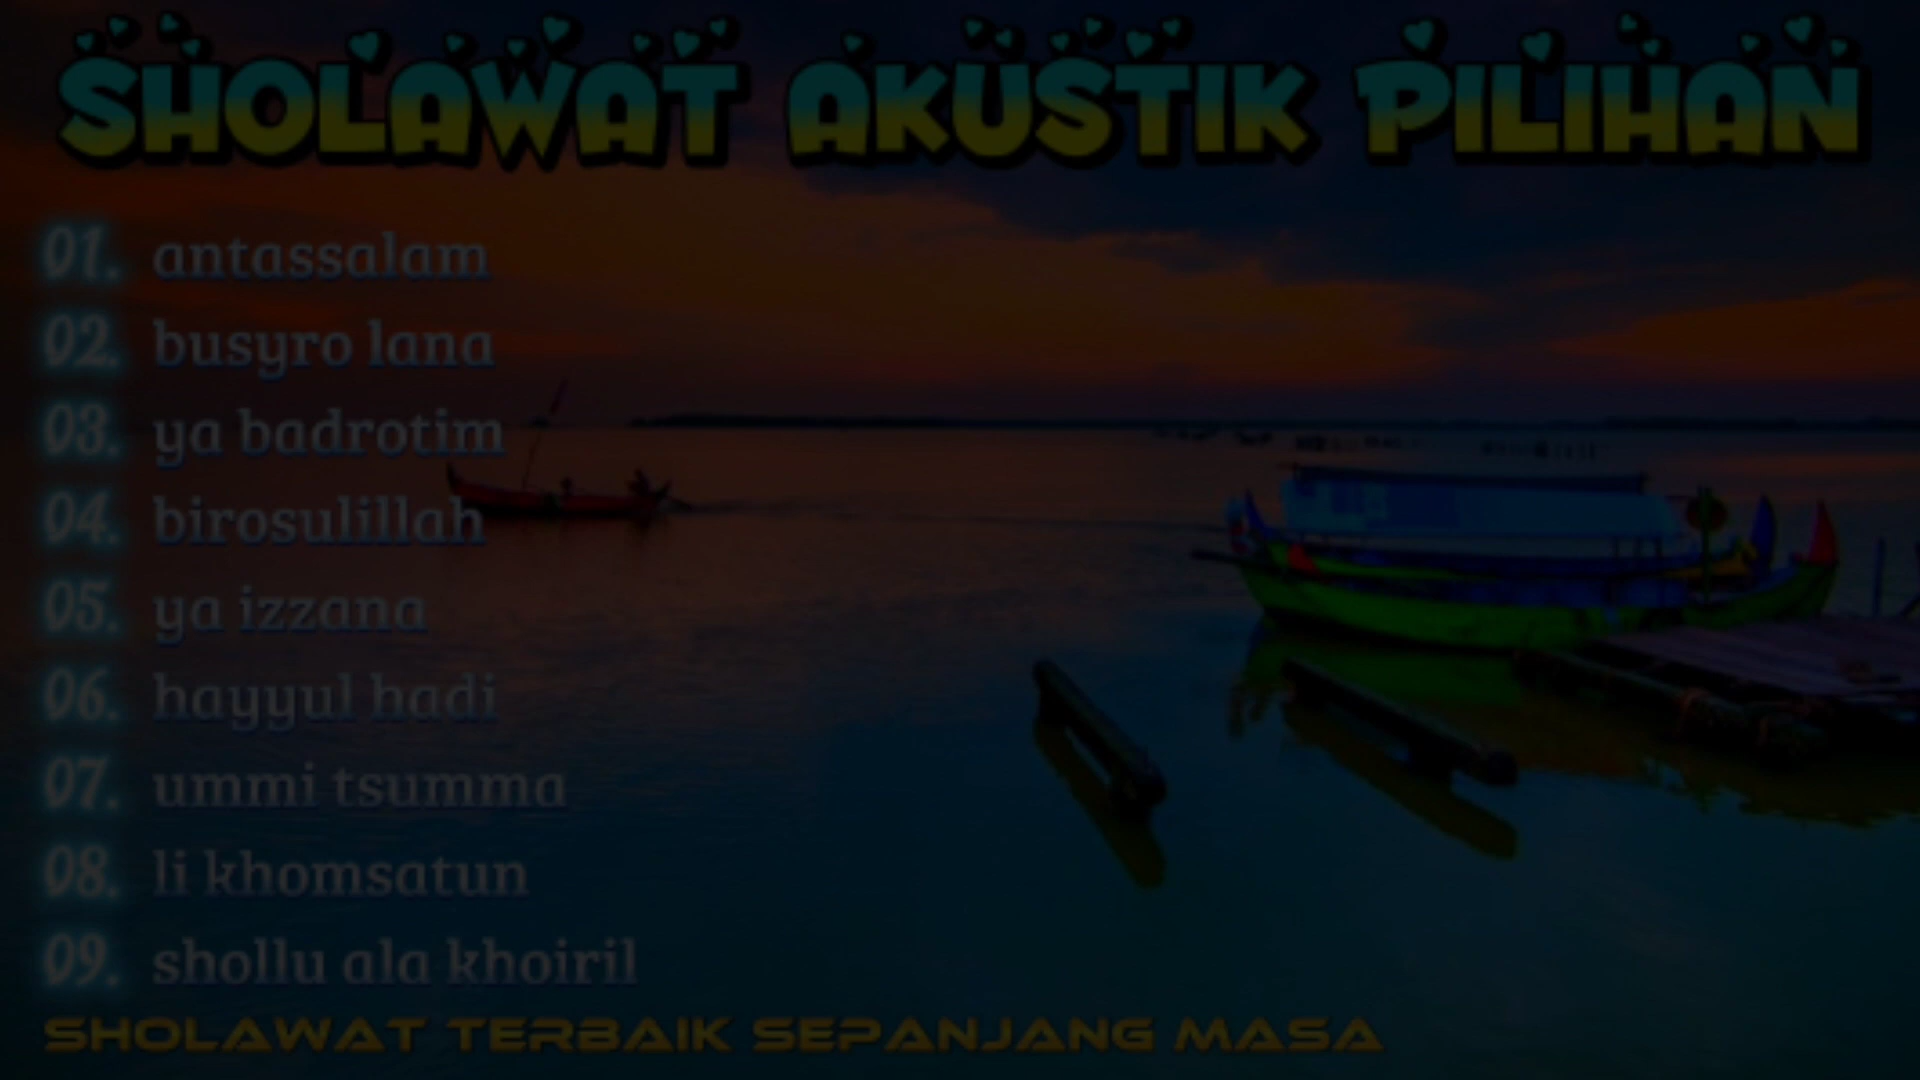 SHOLAWAT AKUSTIK PILIHAN
01. antassalam
02. busyro lana
03. ya badrotim
04. birosulillah
05. ya izzana
06. hayyul hadi
07. ummi tsumma
08. li khomsatun
09. shollu ala khoiril
SHOLAWAT TERBAIK SEPANJANG MASA